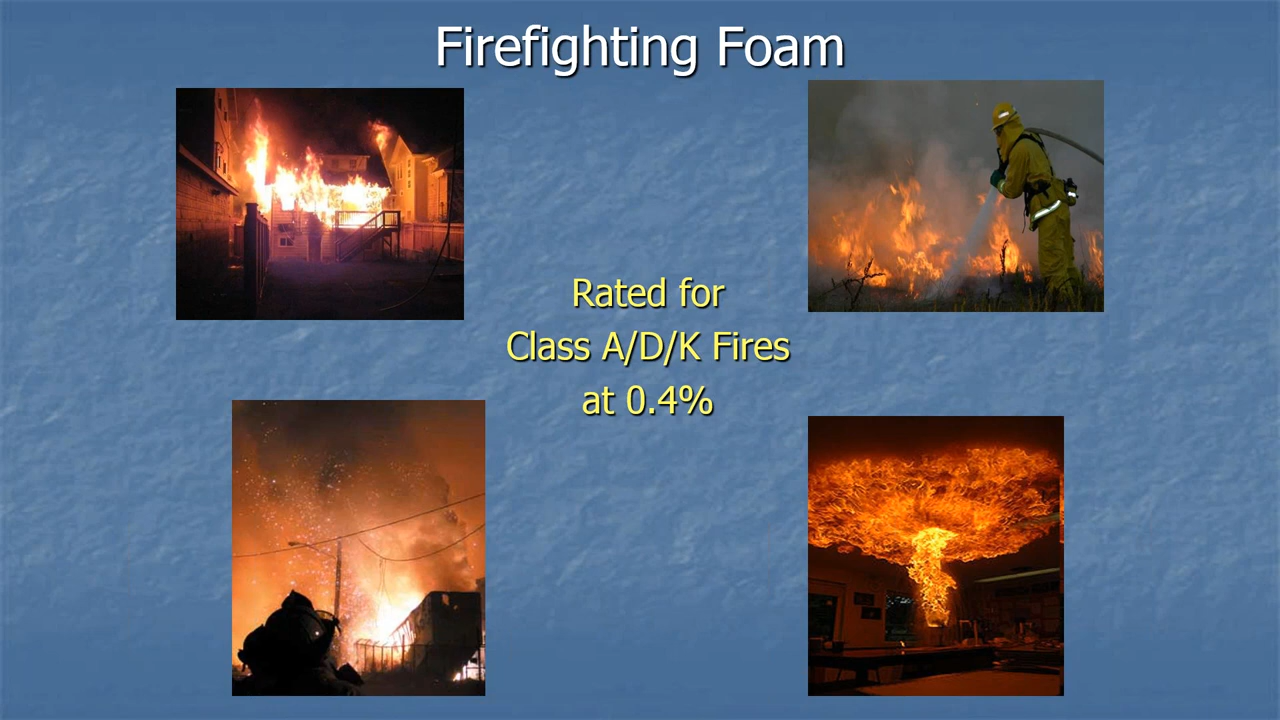 Firefighting Foam
Rated for
Class A/D/K Fires
at 0.4%